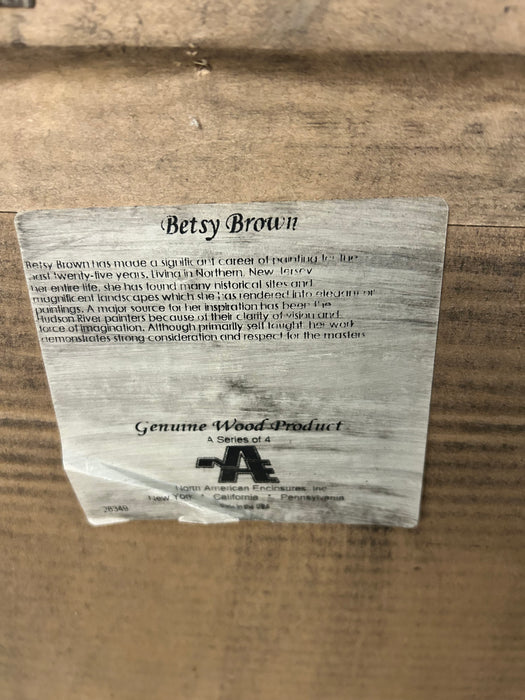 Betsy Brown
Betsy Brown has made a significant career of painting for the
past twenty-five years. Living in Northern, New Jersey
her entire life, she has found many historical sites and
magnificent landscapes which she has rendered into elegant
paintings. A major source for her inspiration has been the
Hudson River painters because of their clarity of vision and
force of imagination. Although primarily self taught, her work
demonstrates strong consideration and respect for the masters
Genuine Wood Product
A Series of 4
NAE
North American Enclosures, Inc.
New York * California * Pennsylvania
Made in the USA
28349